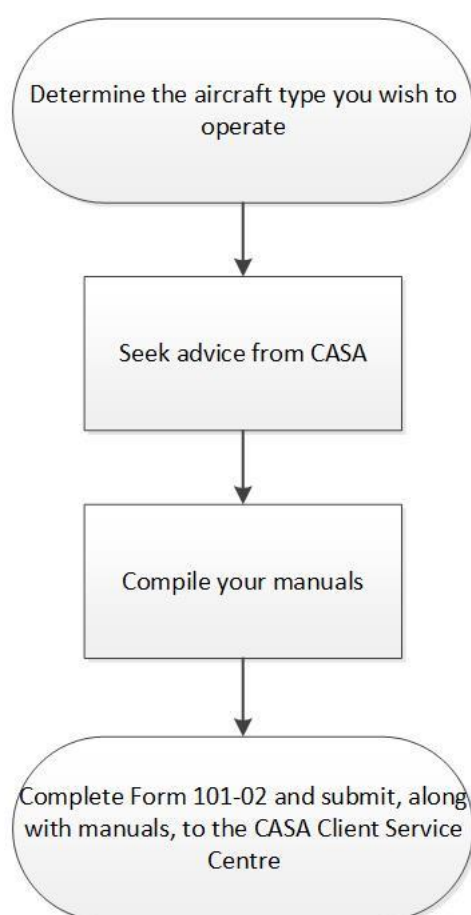 Determine the aircraft type you wish to
operate
Seek advice from CASA
Compile your manuals
Complete Form 101-02 and submit, along
with manuals, to the CASA Client Service
Centre